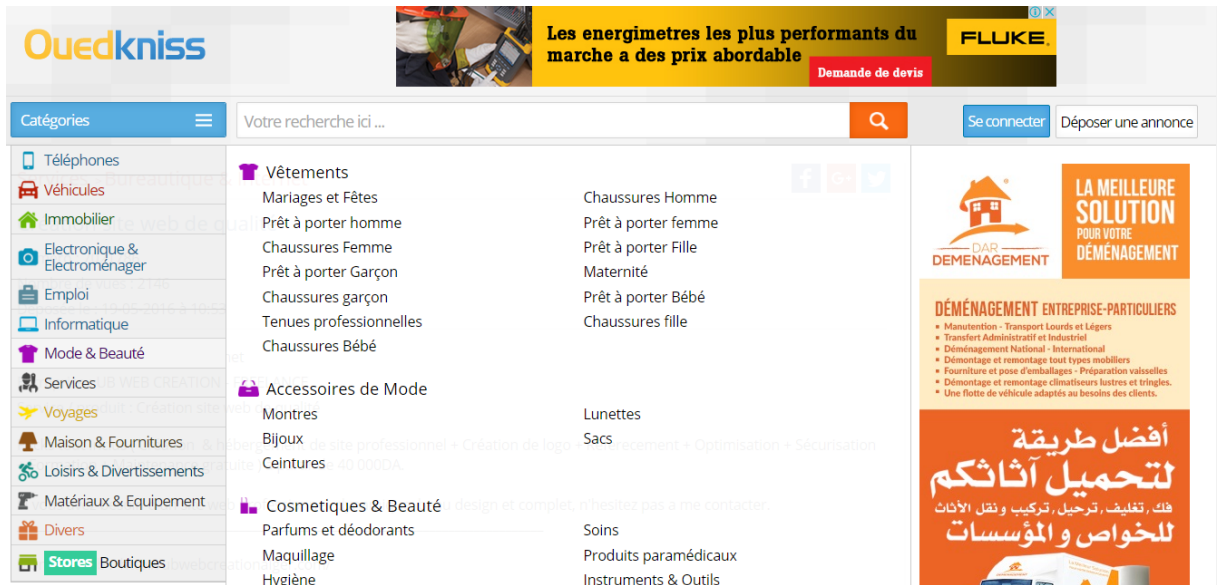 Ouedkniss
Les energimetres les plus performants du
marche a des prix abordable
Demande de devis
FLUKE.
Catégories
Votre recherche ici ...
Se connecter
Déposer une annonce
Téléphones
Véhicules
Immobilier
Electronique &
Electroménager
Emploi
Informatique
Mode & Beauté
Services
Voyages
Maison & Fournitures
Loisirs & Divertissements
Matériaux & Equipement
Divers
Stores Boutiques
Vêtements
Mariages et Fêtes
Chaussures Homme
Prêt à porter homme
Prêt à porter femme
Chaussures Femme
Prêt à porter Fille
Prêt à porter Garçon
Maternité
Chaussures garçon
Prêt à porter Bébé
Tenues professionnelles
Chaussures fille
Chaussures Bébé
Accessoires de Mode
Montres
Lunettes
Bijoux
Sacs
Ceintures
Cosmetiques & Beauté
Parfums et déodorants
Soins
Maquillage
Produits paramédicaux
Hygiène
Instruments & Outils
DAR
DEMENAGEMENT
LA MEILLEURE
SOLUTION
POUR VOTRE
DÉMÉNAGEMENT
DÉMÉNAGEMENT ENTREPRISE-PARTICULIERS
Manutention - Transport Lourds et Légers
Transfert Administratif et Industriel
Déménagement National - International
Démontage et remontage tout types mobiliers
Fourniture et pose d'emballages - Préparation vaisselles
Démontage et remontage climatiseurs lustres et tringles.
Une flotte de véhicule adaptés au besoins des clients.
أفضل طريقة
لتحميل آثاثكم
فك , تغليف , ترحيل , تركيب و نقل الأثاث
للخواص و المؤسسات